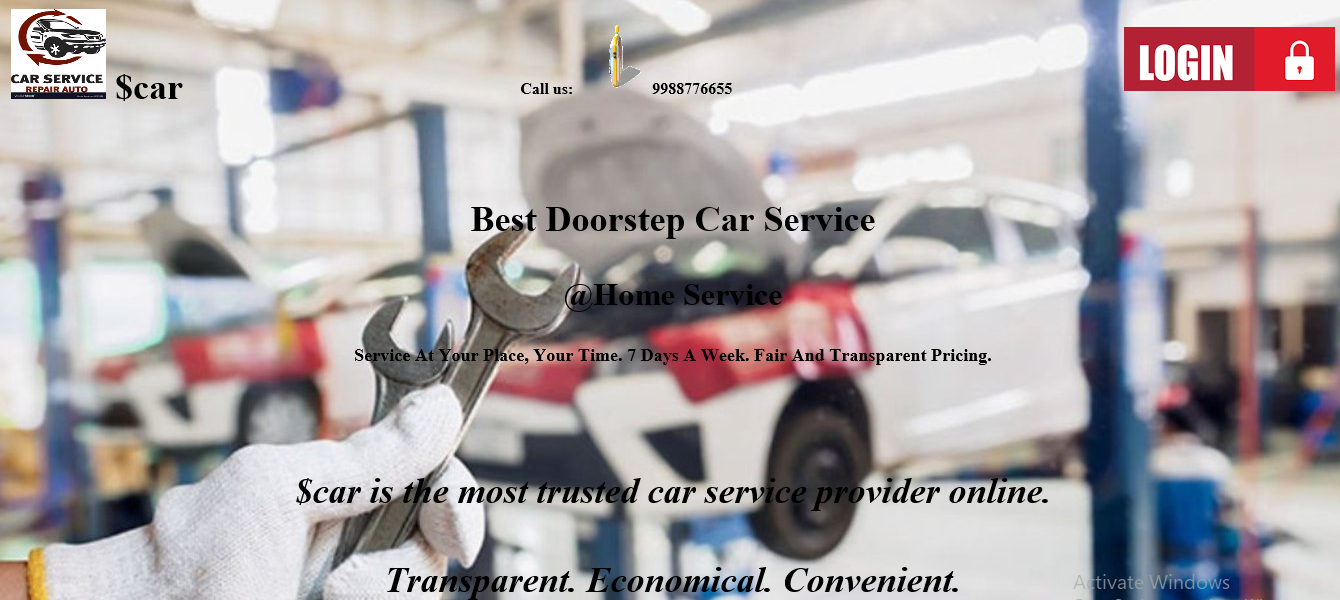 CAR SERVICE
REPAIR AUTO
$car
Call us: 9988776655
LOGIN
Best Doorstep Car Service
@Home Service
Service At Your Place, Your Time. 7 Days A Week. Fair And Transparent Pricing.
$car is the most trusted car service provider online.
Transparent. Economical. Convenient.
Activate Windows